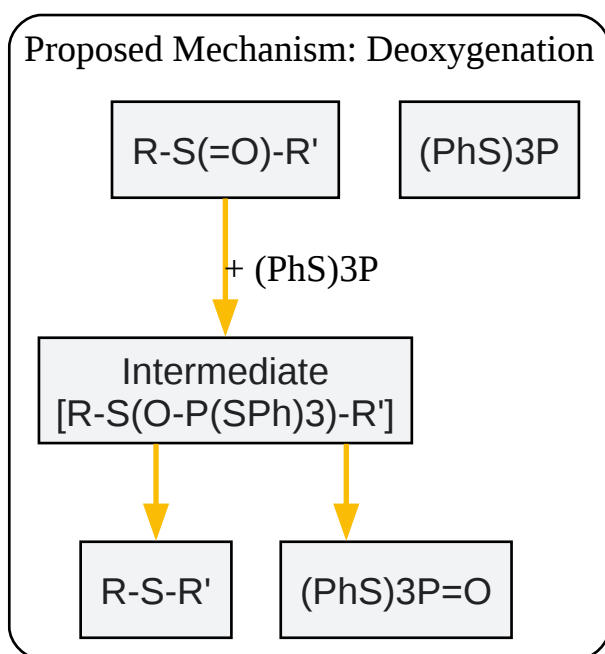 Proposed Mechanism: Deoxygenation
R-S(=O)-R'
(PhS)3P
+ (PhS)3P
Intermediate
[R-S(O-P(SPh)3)-R']
R-S-R'
(PhS)3P=O